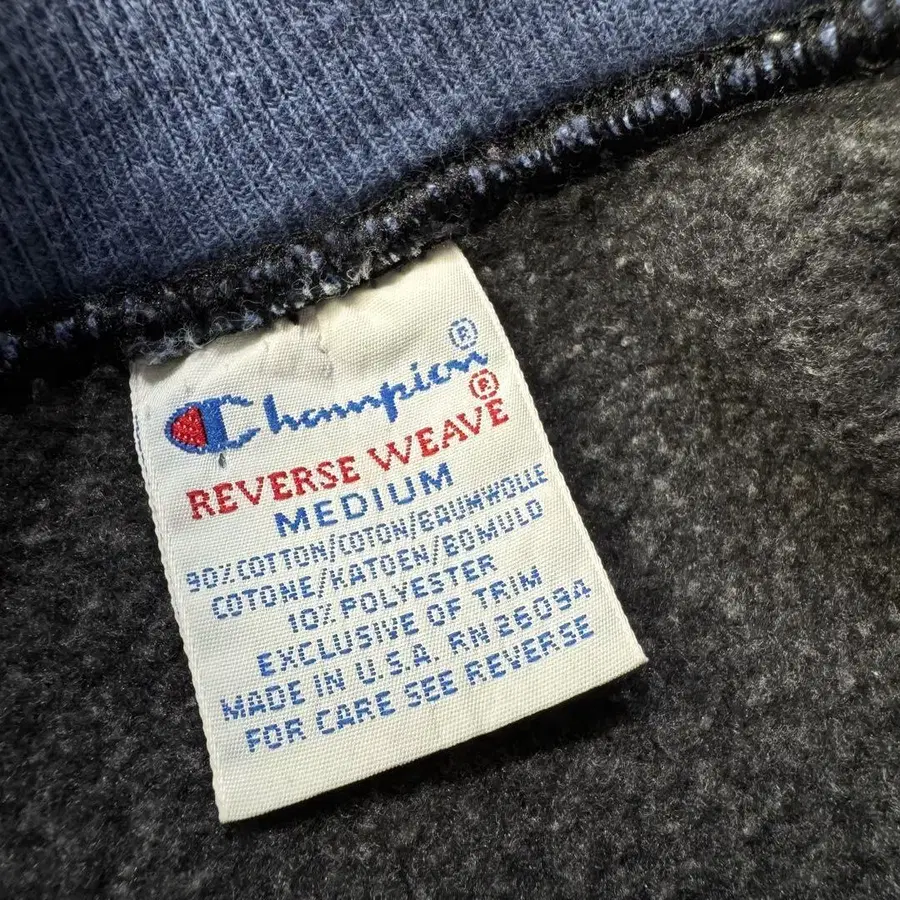 Champion®
REVERSE WEAVE®
MEDIUM
90% COTTON/COTON/BAUMWOLLE
COTONE/KATOEN/BOMULD
10% POLYESTER
EXCLUSIVE OF TRIM
MADE IN U.S.A. RN 26094
FOR CARE SEE REVERSE